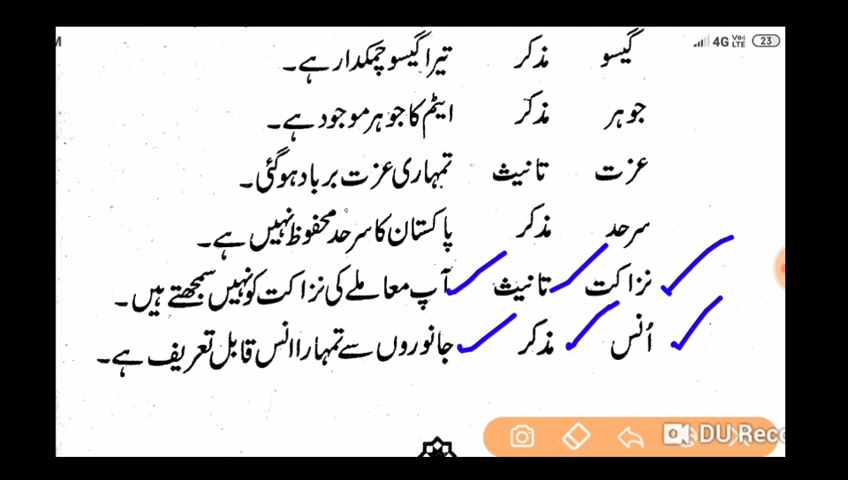 M
4G VoLTE 23
گیسو مذکر تیرا گیسو چمکدار ہے۔
جوہر مذکر ایٹم کا جوہر موجود ہے۔
عزت تانیث تمہاری عزت برباد ہوگئی۔
سرحد مذکر پاکستان کا سرحد محفوظ نہیں ہے۔
نزاکت تانیث آپ معاملے کی نزاکت کو نہیں سمجھتے ہیں۔
اُنس مذکر جانوروں سے تمہارا انس قابل تعریف ہے۔
DU Reco